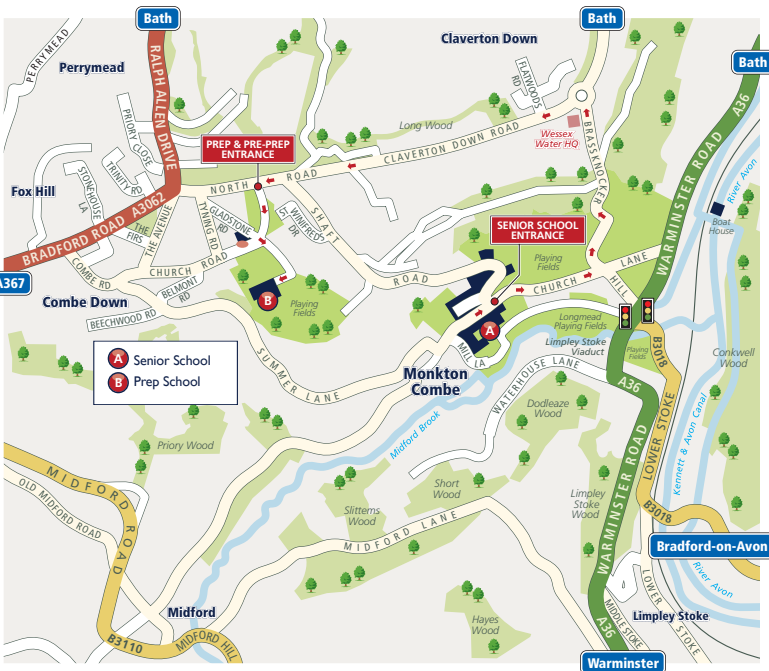 Bath
Bath
Bath
PERRYMEAD
Perrymead
RALPH ALLEN DRIVE
Claverton Down
FLATWOODS
RD
A36
Long Wood
Wessex
Water HQ
PRIORY CLOSE
PREP & PRE-PREP
ENTRANCE
CLAVERTON DOWN ROAD
BRASSKNOCKER
HILL
WARMINSTER ROAD
River Avon
Fox Hill
STONEHOUSE
LA
TRINITY RD
NORTH ROAD
BRADFORD ROAD A3062
THE
FIRS
THE AVENUE
TYNING RD
GLADSTONE
RD
ST WINIFREDS
DR
SHAFT ROAD
SENIOR SCHOOL
ENTRANCE
Boat
House
A367
COMBE RD
CHURCH ROAD
BELMONT
RD
Playing
Fields
CHURCH LANE
Combe Down
BEECHWOOD RD
B
Playing
Fields
A
Longmead
Playing Fields
Limpley Stoke
Viaduct
Playing
Fields
B3018
A Senior School
B Prep School
SUMMER LANE
MILL LA
Monkton
Combe
WATERHOUSE LANE
A36
Conkwell
Wood
Dodleaze
Wood
Midford Brook
LOWER STOKE
Kennett & Avon Canal
WARMINSTER ROAD
Priory Wood
MIDFORD ROAD
OLD MIDFORD ROAD
Short
Wood
Slittems
Wood
Limpley
Stoke
Wood
B3018
MIDFORD LANE
Bradford-on-Avon
River Avon
Midford
Hayes
Wood
LOWER STOKE
MIDDLE STOKE
Limpley Stoke
B3110
MIDFORD HILL
A36
Warminster